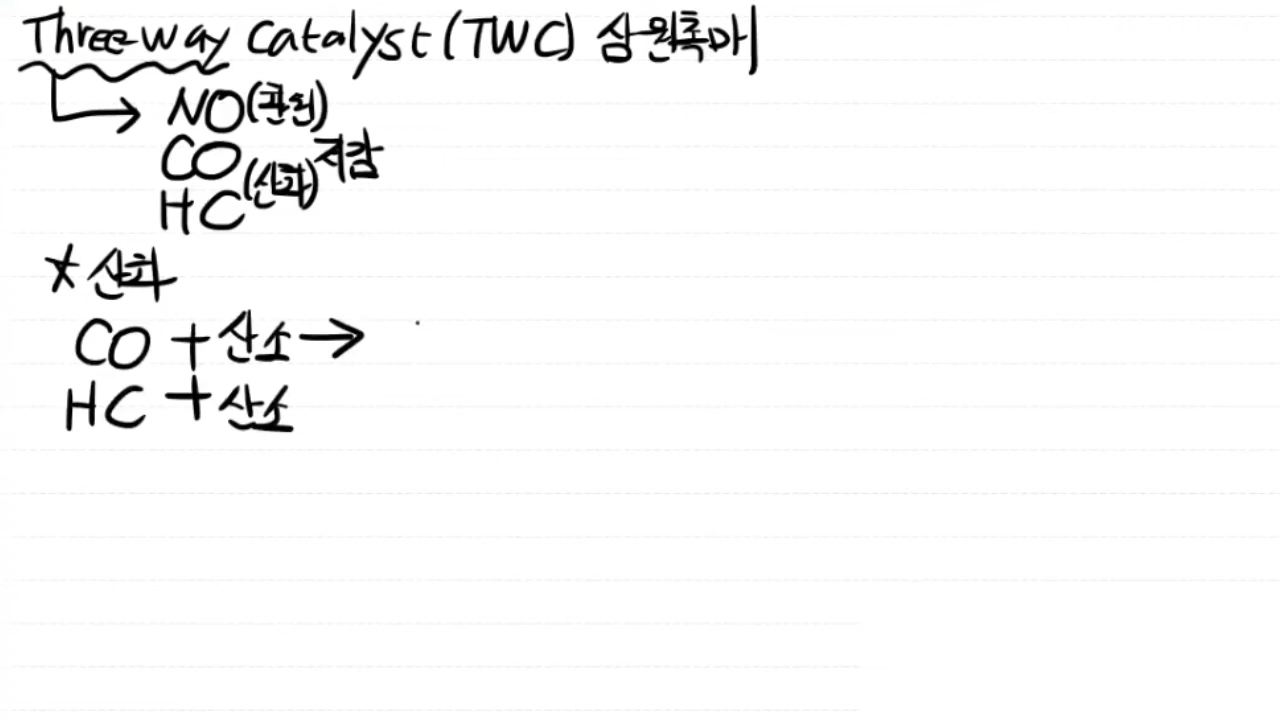 Three-way Catalyst (TWC) 삼원촉매
→ NO (환원)
CO 저감
(산화)
HC
* 산화
CO + 산소 →
HC + 산소